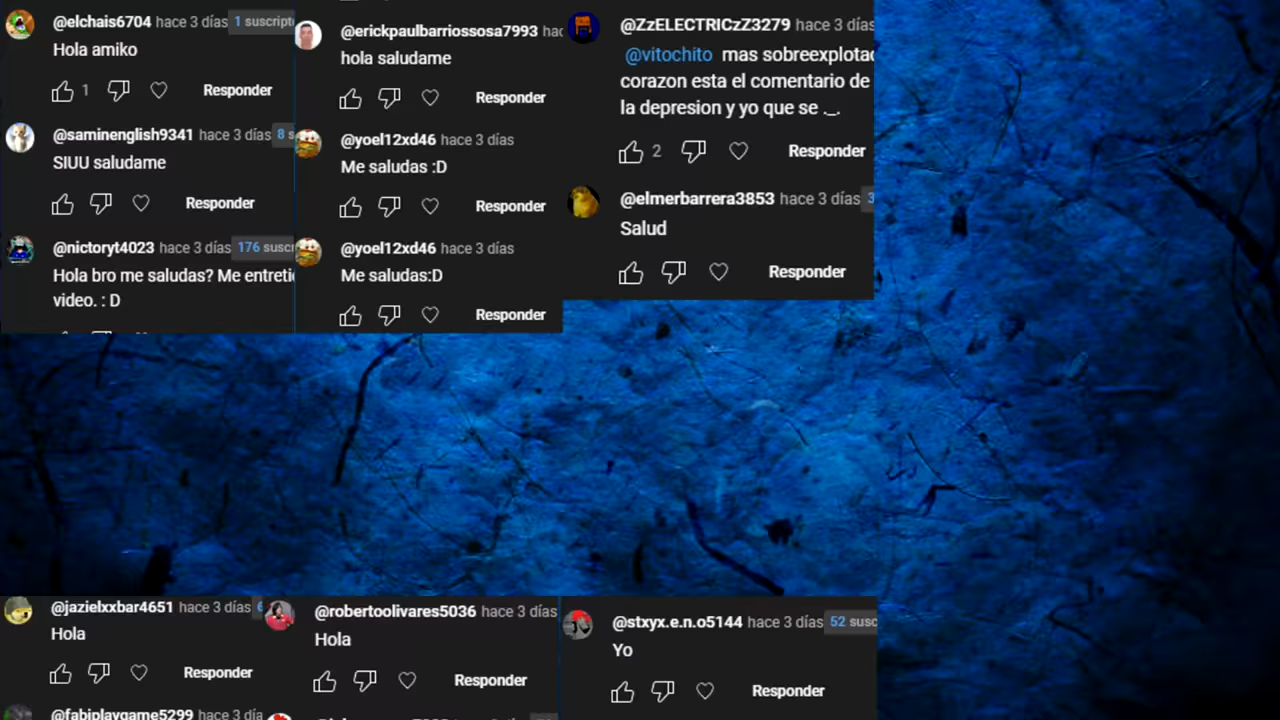 @elchais6704 hace 3 días 1
Hola amiko
1 Responder
@saminenglish9341 hace 3 días 8
SIUU saludame
Responder
@nictoryt4023 hace 3 días 176
Hola bro me saludas? Me
video. : D
@erickpaulbarriossosa7993
hola saludame
Responder
@yoel12xd46 hace 3 días
Me saludas :D
Responder
@yoel12xd46 hace 3 días
Me saludas:D
Responder
@ZzELECTRICzZ3279 hace 3 días
@vitochito mas
corazon esta el comentario de
la depresion y yo que se ._.
2 Responder
@elmerbarrera3853 hace 3 días 3
Salud
Responder
@jazielxxbar4651 hace 3 días
Hola
Responder
@fabiplaygame5299 hace 3
@robertoolivares5036 hace 3 días
Hola
Responder
@stxyx.e.n.o5144 hace 3 días 52
Yo
Responder